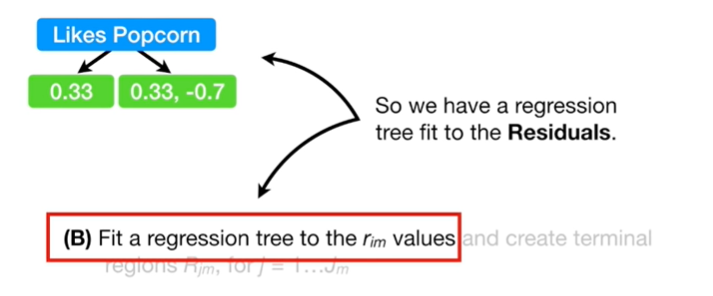 Likes Popcorn
0.33
0.33, -0.7
So we have a regression
tree fit to the Residuals.
(B) Fit a regression tree to the rim values and create terminal
regions Rjm, for j = 1...Jm